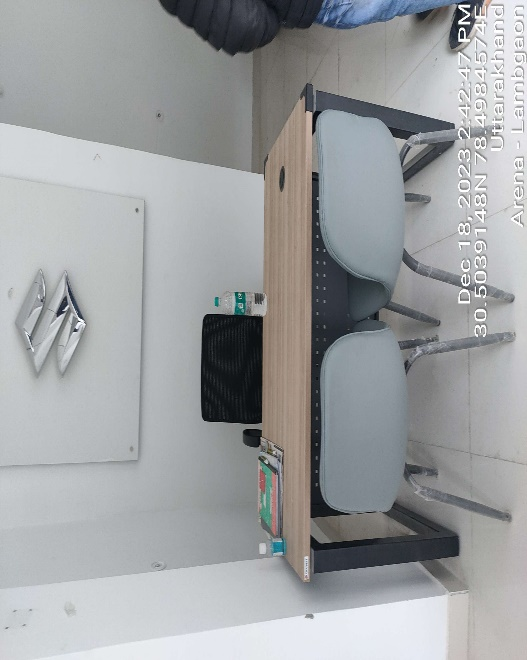 Dec 18, 2023 2:42:47 PM
30.5039148N 78.4984574E
Uttarakhand
Arena - Lambgaon